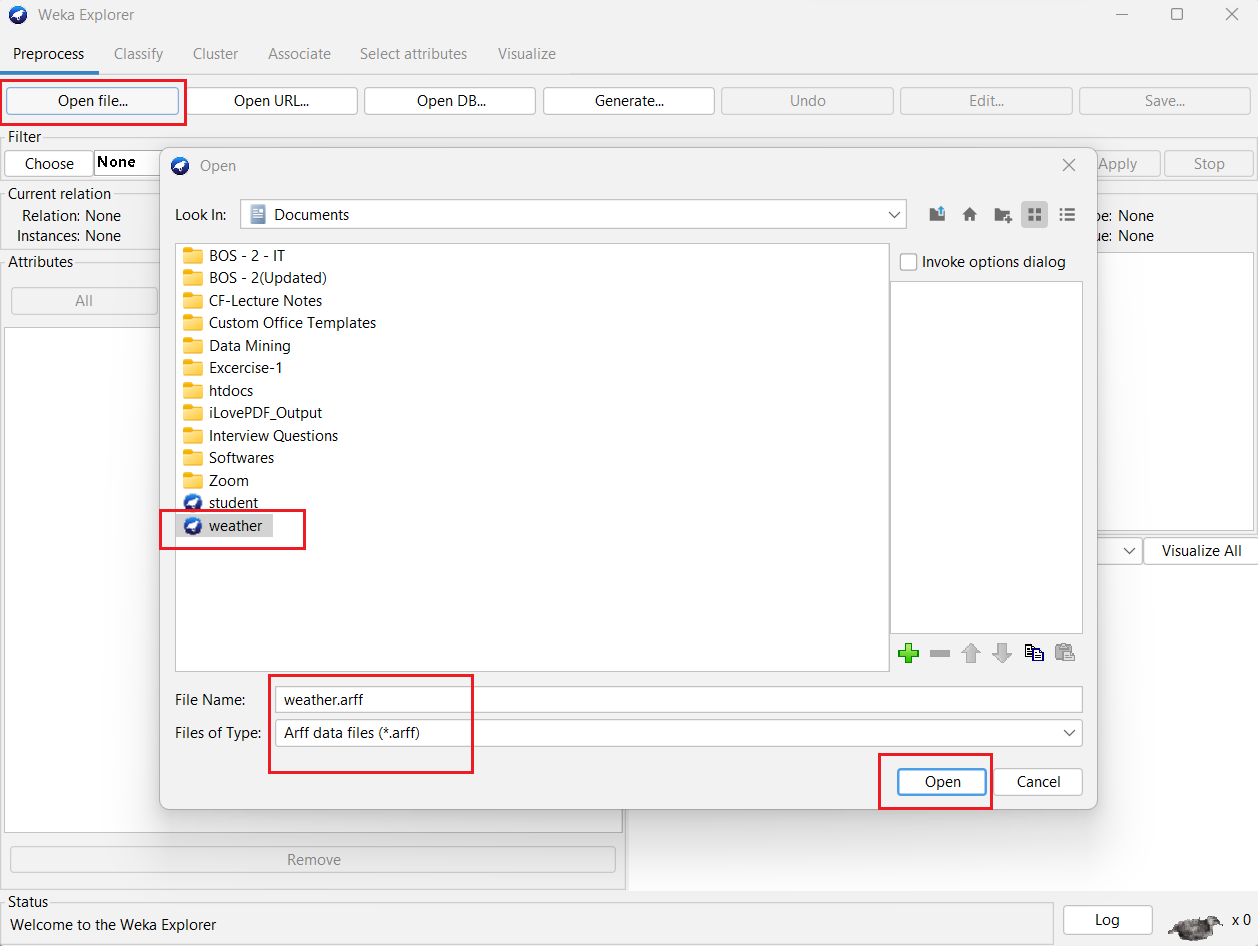 Weka Explorer
Preprocess Classify Cluster Associate Select attributes Visualize
Open file... Open URL... Open DB... Generate... Undo Edit... Save...
Filter
Choose None Apply Stop
Current relation
Relation: None
Instances: None
pe: None
ue: None
Attributes
All
Open
Look In: Documents
BOS - 2 - IT
BOS - 2(Updated)
CF-Lecture Notes
Custom Office Templates
Data Mining
Excercise-1
htdocs
iLovePDF_Output
Interview Questions
Softwares
Zoom
student
weather
Invoke options dialog
File Name: weather.arff
Files of Type: Arff data files (*.arff)
Open Cancel
Visualize All
Remove
Status
Welcome to the Weka Explorer
Log x 0